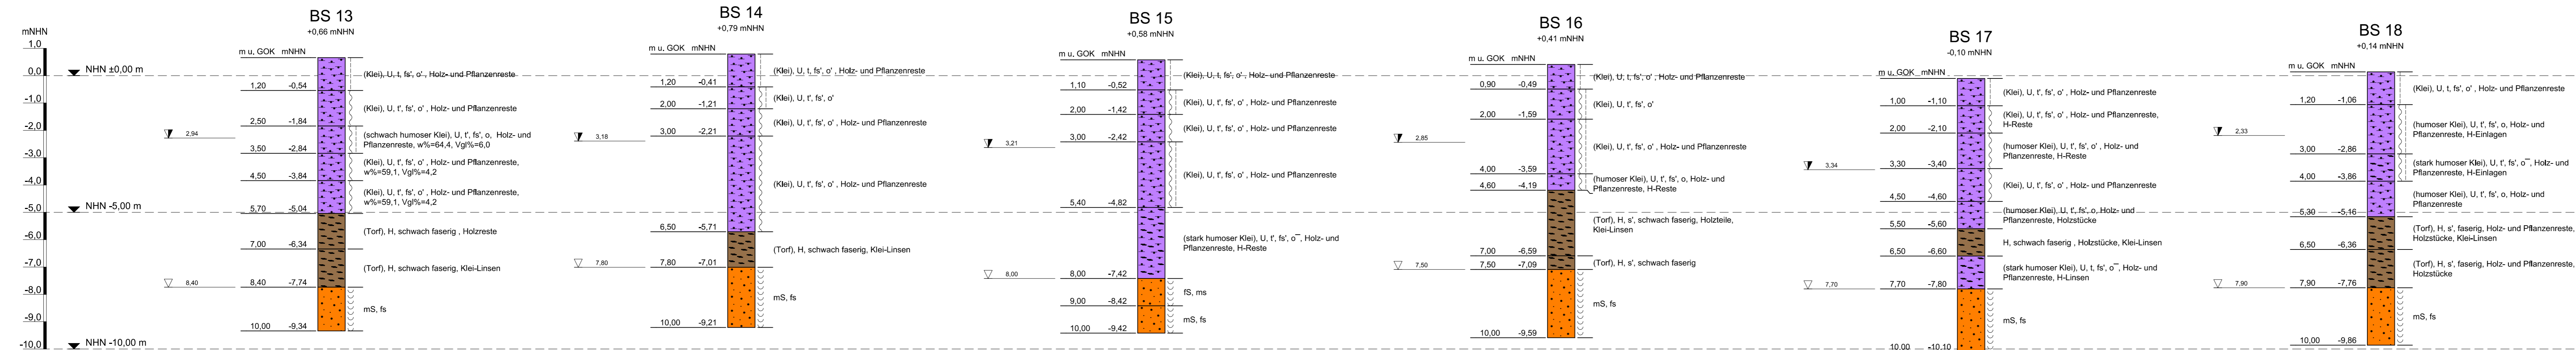 mNHN
1,0
0,0
-1,0
-2,0
-3,0
-4,0
-5,0
-6,0
-7,0
-8,0
-9,0
-10,0
NHN ±0,00 m
NHN -5,00 m
NHN -10,00 m
BS 13
+0,66 mNHN
m u. GOK mNHN
1,20 -0,54
2,50 -1,84
3,50 -2,84
4,50 -3,84
5,70 -5,04
7,00 -6,34
8,40 -7,74
10,00 -9,34
2,94
8,40
(Klei), U, t, fs', o' , Holz- und Pflanzenreste
(Klei), U, t', fs', o' , Holz- und Pflanzenreste
(schwach humoser Klei), U, t', fs', o, Holz- und
Pflanzenreste, w%=64,4, Vgl%=6,0
(Klei), U, t', fs', o' , Holz- und Pflanzenreste,
w%=59,1, Vgl%=4,2
(Klei), U, t', fs', o' , Holz- und Pflanzenreste,
w%=59,1, Vgl%=4,2
(Torf), H, schwach faserig , Holzreste
(Torf), H, schwach faserig, Klei-Linsen
mS, fs
BS 14
+0,79 mNHN
m u. GOK mNHN
1,20 -0,41
2,00 -1,21
3,00 -2,21
6,50 -5,71
7,80 -7,01
10,00 -9,21
3,18
7,80
(Klei), U, t, fs', o' , Holz- und Pflanzenreste
(Klei), U, t', fs', o'
(Klei), U, t', fs', o' , Holz- und Pflanzenreste
(Klei), U, t', fs', o' , Holz- und Pflanzenreste
(Torf), H, schwach faserig, Klei-Linsen
mS, fs
BS 15
+0,58 mNHN
m u. GOK mNHN
1,10 -0,52
2,00 -1,42
3,00 -2,42
5,40 -4,82
8,00 -7,42
9,00 -8,42
10,00 -9,42
3,21
8,00
(Klei), U, t, fs', o' , Holz- und Pflanzenreste
(Klei), U, t', fs', o' , Holz- und Pflanzenreste
(Klei), U, t', fs', o' , Holz- und Pflanzenreste
(Klei), U, t', fs', o' , Holz- und Pflanzenreste
(stark humoser Klei), U, t', fs', o¯, Holz- und
Pflanzenreste, H-Reste
fS, ms
mS, fs
BS 16
+0,41 mNHN
m u. GOK mNHN
0,90 -0,49
2,00 -1,59
4,00 -3,59
4,60 -4,19
7,00 -6,59
7,50 -7,09
10,00 -9,59
2,85
7,50
(Klei), U, t, fs', o' , Holz- und Pflanzenreste
(Klei), U, t', fs', o'
(Klei), U, t', fs', o' , Holz- und Pflanzenreste
(humoser Klei), U, t', fs', o, Holz- und
Pflanzenreste, H-Reste
(Torf), H, s', schwach faserig, Holzteile,
Klei-Linsen
(Torf), H, s', schwach faserig
mS, fs
BS 17
-0,10 mNHN
m u. GOK mNHN
1,00 -1,10
2,00 -2,10
3,30 -3,40
4,50 -4,60
5,50 -5,60
6,50 -6,60
7,70 -7,80
10,00 -10,10
3,34
7,70
(Klei), U, t', fs', o' , Holz- und Pflanzenreste
(Klei), U, t', fs', o' , Holz- und Pflanzenreste,
H-Reste
(humoser Klei), U, t', fs', o' , Holz- und
Pflanzenreste, H-Reste
(Klei), U, t', fs', o' , Holz- und Pflanzenreste
(humoser Klei), U, t', fs', o, Holz- und
Pflanzenreste, Holzstücke
H, schwach faserig , Holzstücke, Klei-Linsen
(stark humoser Klei), U, t, fs', o¯, Holz- und
Pflanzenreste, H-Linsen
mS, fs
BS 18
+0,14 mNHN
m u. GOK mNHN
1,20 -1,06
3,00 -2,86
4,00 -3,86
5,30 -5,16
6,50 -6,36
7,90 -7,76
10,00 -9,86
2,33
7,90
(Klei), U, t, fs', o' , Holz- und Pflanzenreste
(humoser Klei), U, t', fs', o, Holz- und
Pflanzenreste, H-Einlagen
(stark humoser Klei), U, t', fs', o¯, Holz- und
Pflanzenreste, H-Einlagen
(humoser Klei), U, t', fs', o, Holz- und
Pflanzenreste
(Torf), H, s', faserig, Holz- und Pflanzenreste,
Holzstücke, Klei-Linsen
(Torf), H, s', faserig, Holz- und Pflanzenreste,
Holzstücke
mS, fs